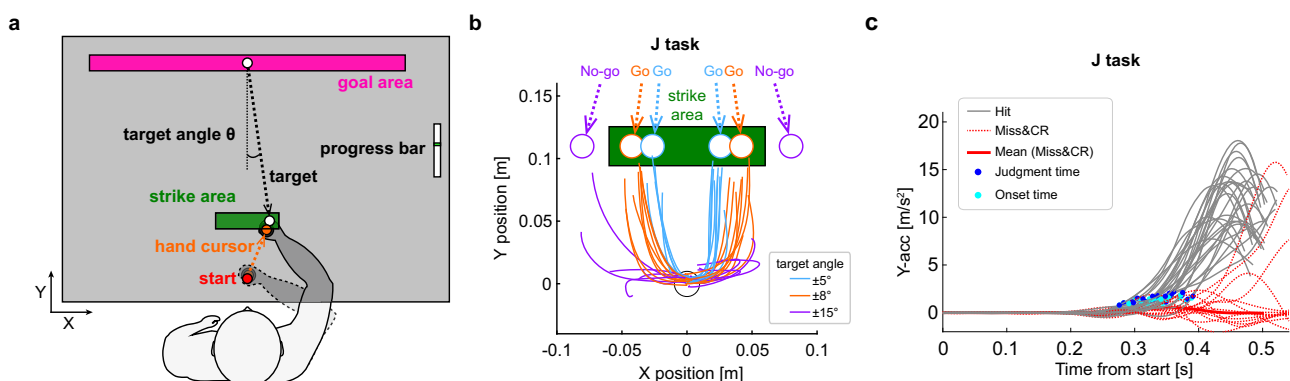 a
goal area
target angle θ
progress bar
target
strike area
hand cursor
start
Y
X
b
J task
No-go
Go
Go
Go
Go
No-go
strike
area
0.15
0.1
0.05
0
Y position [m]
target angle
±5°
±8°
±15°
-0.1
-0.05
0
0.05
0.1
X position [m]
c
J task
Hit
Miss&CR
Mean (Miss&CR)
Judgment time
Onset time
20
15
10
5
0
Y-acc [m/s²]
0
0.1
0.2
0.3
0.4
0.5
Time from start [s]